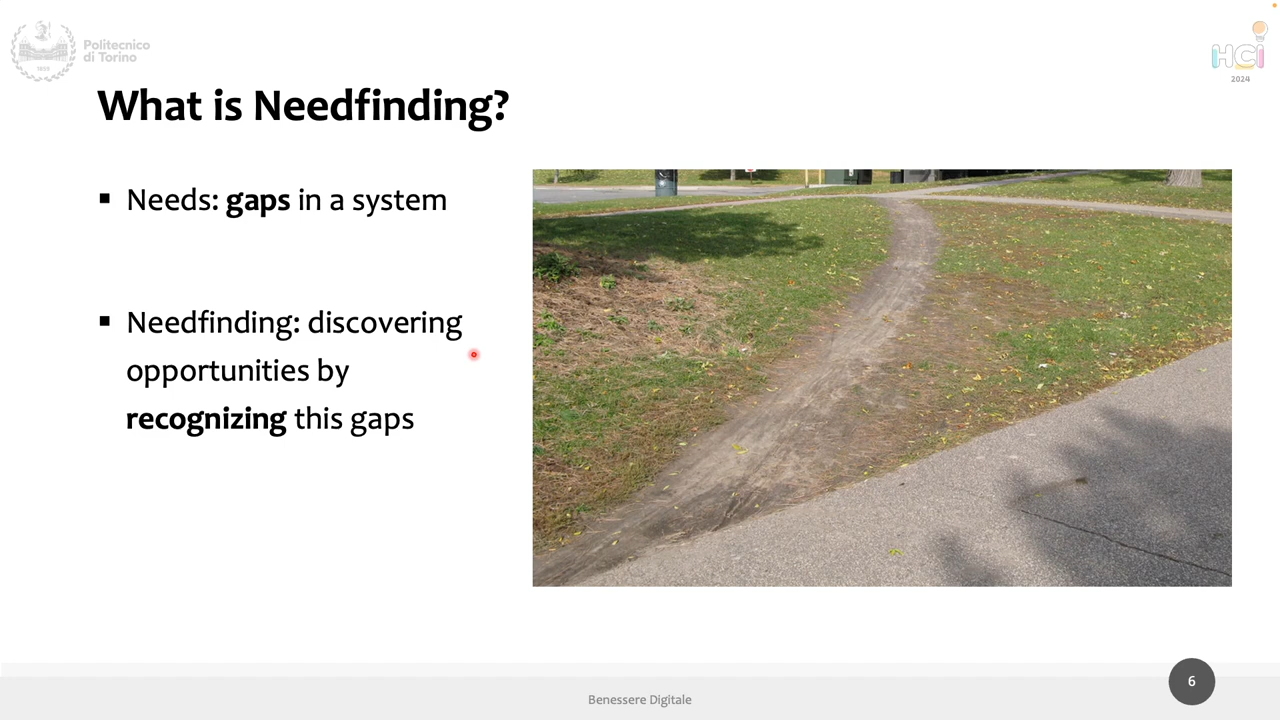 Politecnico
di Torino
1859
HCI
2024
What is Needfinding?
▪ Needs: gaps in a system
▪ Needfinding: discovering
opportunities by
recognizing this gaps
6
Benessere Digitale